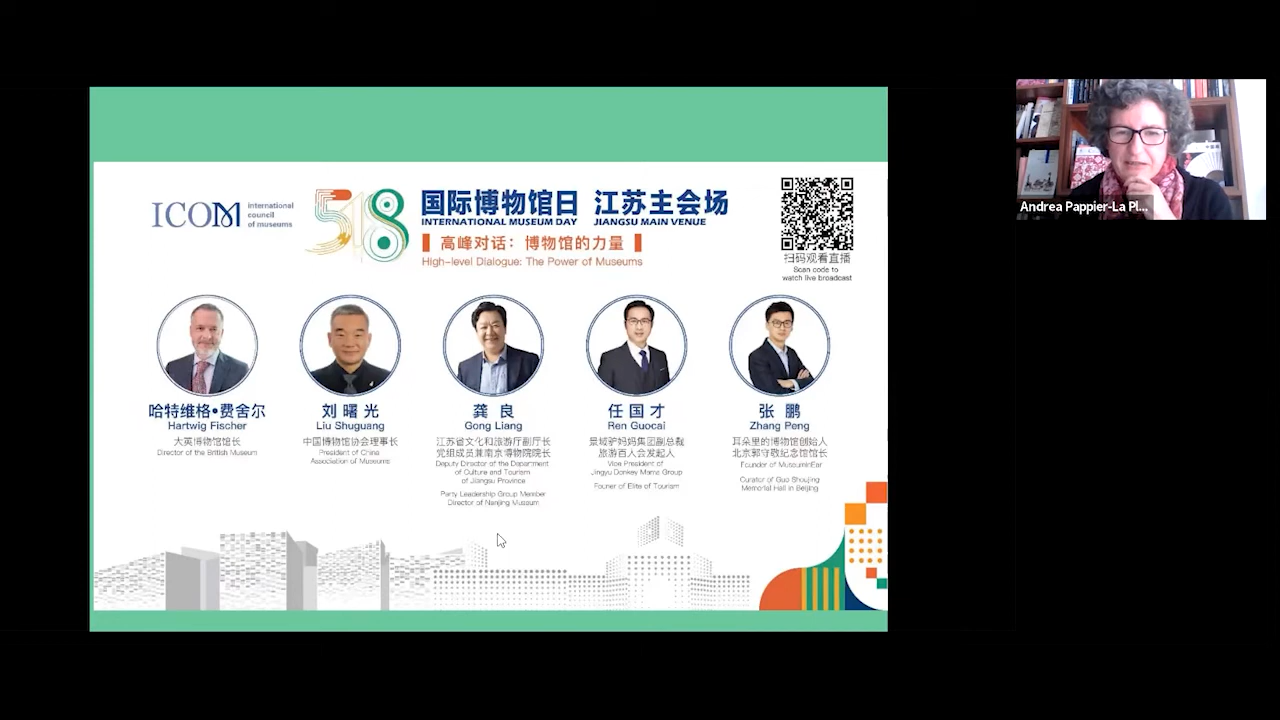 ICOM
international
council
of museums
518
国际博物馆日 江苏主会场
INTERNATIONAL MUSEUM DAY JIANGSU MAIN VENUE
高峰对话：博物馆的力量
High-level Dialogue: The Power of Museums
扫码观看直播
Scan code to
watch live broadcast
Andrea Pappier-La Pl...
哈特维格•费舍尔
Hartwig Fischer
大英博物馆馆长
Director of the British Museum
刘曙光
Liu Shuguang
中国博物馆协会理事长
President of China
Association of Museums
龚良
Gong Liang
江苏省文化和旅游厅副厅长
党组成员兼南京博物院院长
Deputy Director of the Department
of Culture and Tourism
of Jiangsu Province
Party Leadership Group Member
Director of Nanjing Museum
任国才
Ren Guocai
景域驴妈妈集团副总裁
旅游百人会发起人
Vice President of
Jingyu Donkey Mama Group
Founer of Elite of Tourism
张鹏
Zhang Peng
耳朵里的博物馆创始人
北京郭守敬纪念馆馆长
Founder of MuseuminEar
Curator of Guo Shoujing
Memorial Hall in Beijing